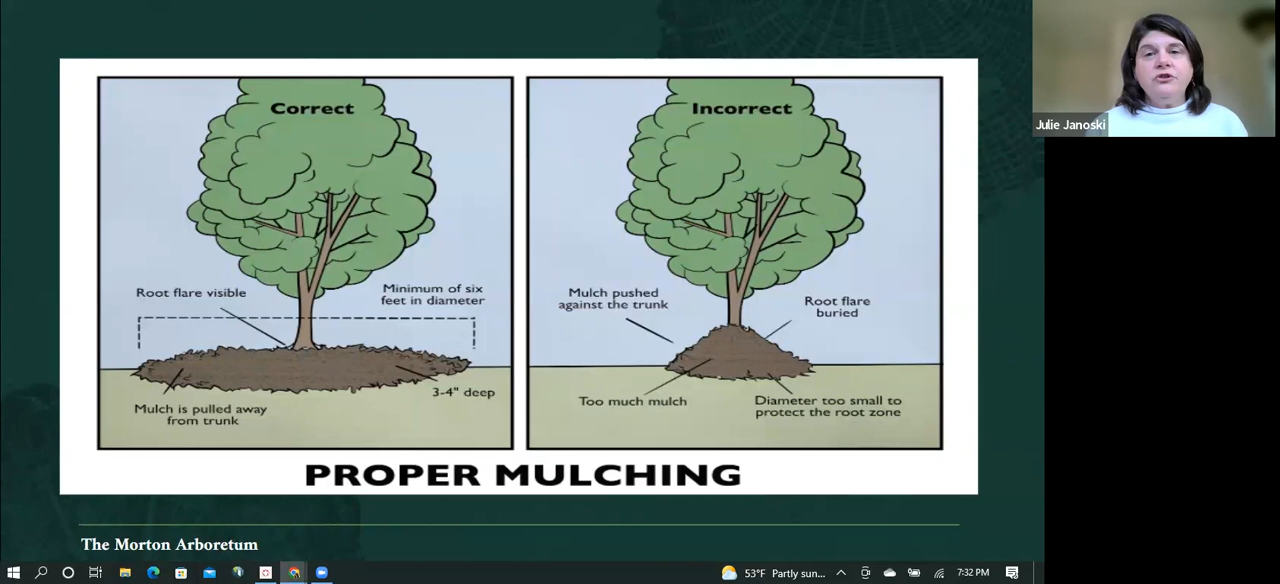 Correct
Root flare visible
Minimum of six
feet in diameter
3-4" deep
Mulch is pulled away
from trunk
Incorrect
Mulch pushed
against the trunk
Root flare
buried
Too much mulch
Diameter too small to
protect the root zone
PROPER MULCHING
The Morton Arboretum
Julie Janoski
53°F Partly sun...
7:32 PM